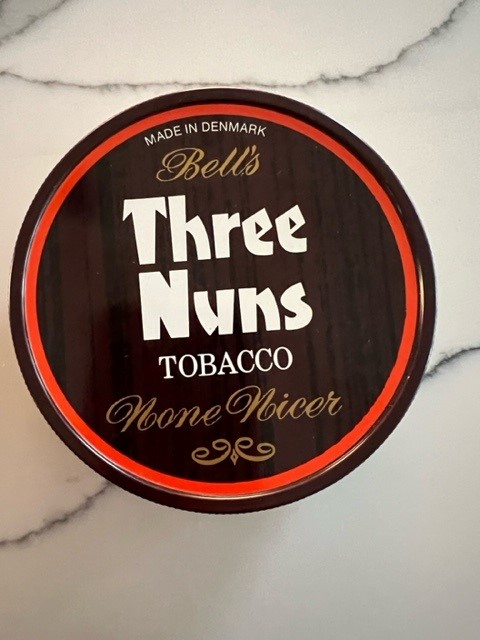 MADE IN DENMARK
Bell's
Three
Nuns
TOBACCO
None Nicer